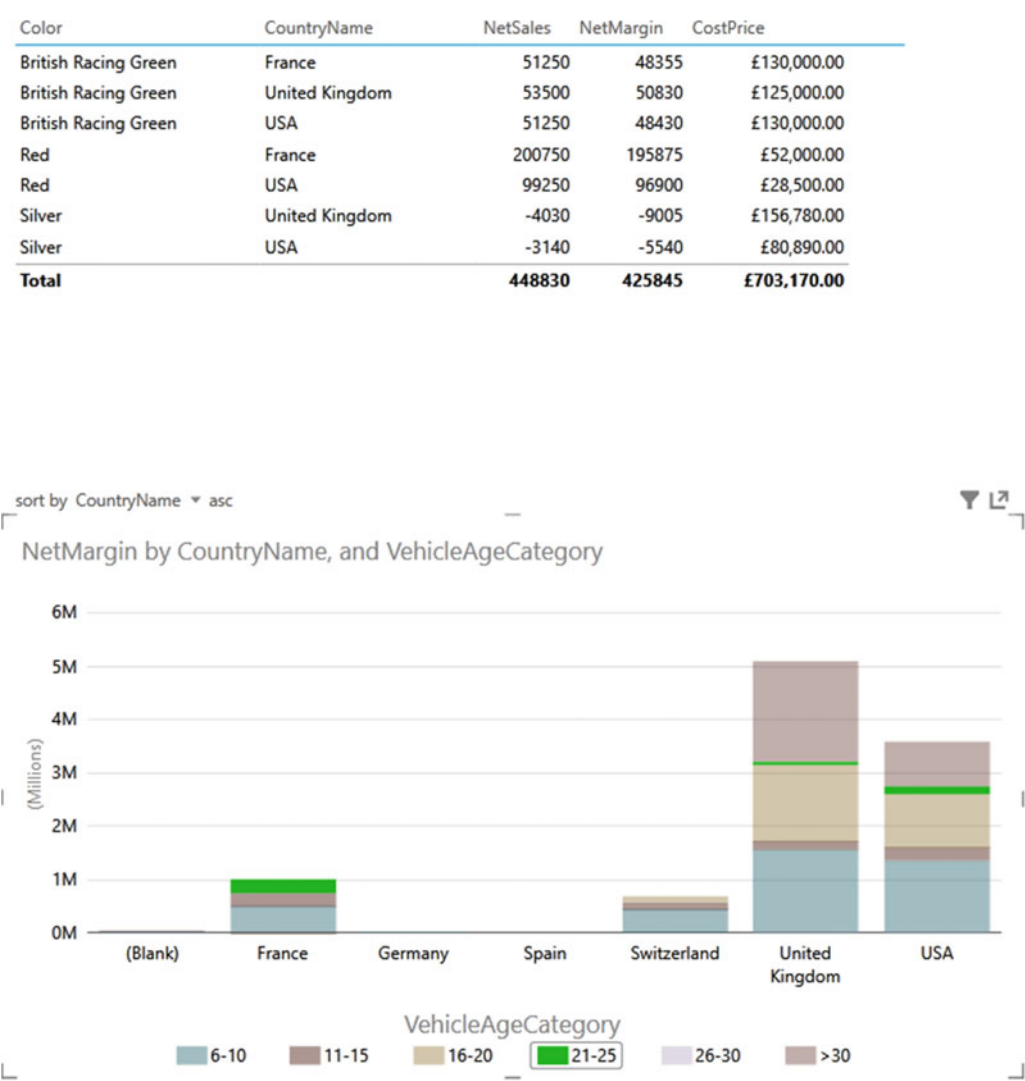 Color CountryName NetSales NetMargin CostPrice
British Racing Green France 51250 48355 £130,000.00
British Racing Green United Kingdom 53500 50830 £125,000.00
British Racing Green USA 51250 48430 £130,000.00
Red France 200750 195875 £52,000.00
Red USA 99250 96900 £28,500.00
Silver United Kingdom -4030 -9005 £156,780.00
Silver USA -3140 -5540 £80,890.00
Total 448830 425845 £703,170.00
sort by CountryName asc
NetMargin by CountryName, and VehicleAgeCategory
6M
5M
4M
3M
2M
1M
0M
(Millions)
(Blank) France Germany Spain Switzerland United Kingdom USA
VehicleAgeCategory
6-10 11-15 16-20 21-25 26-30 >30